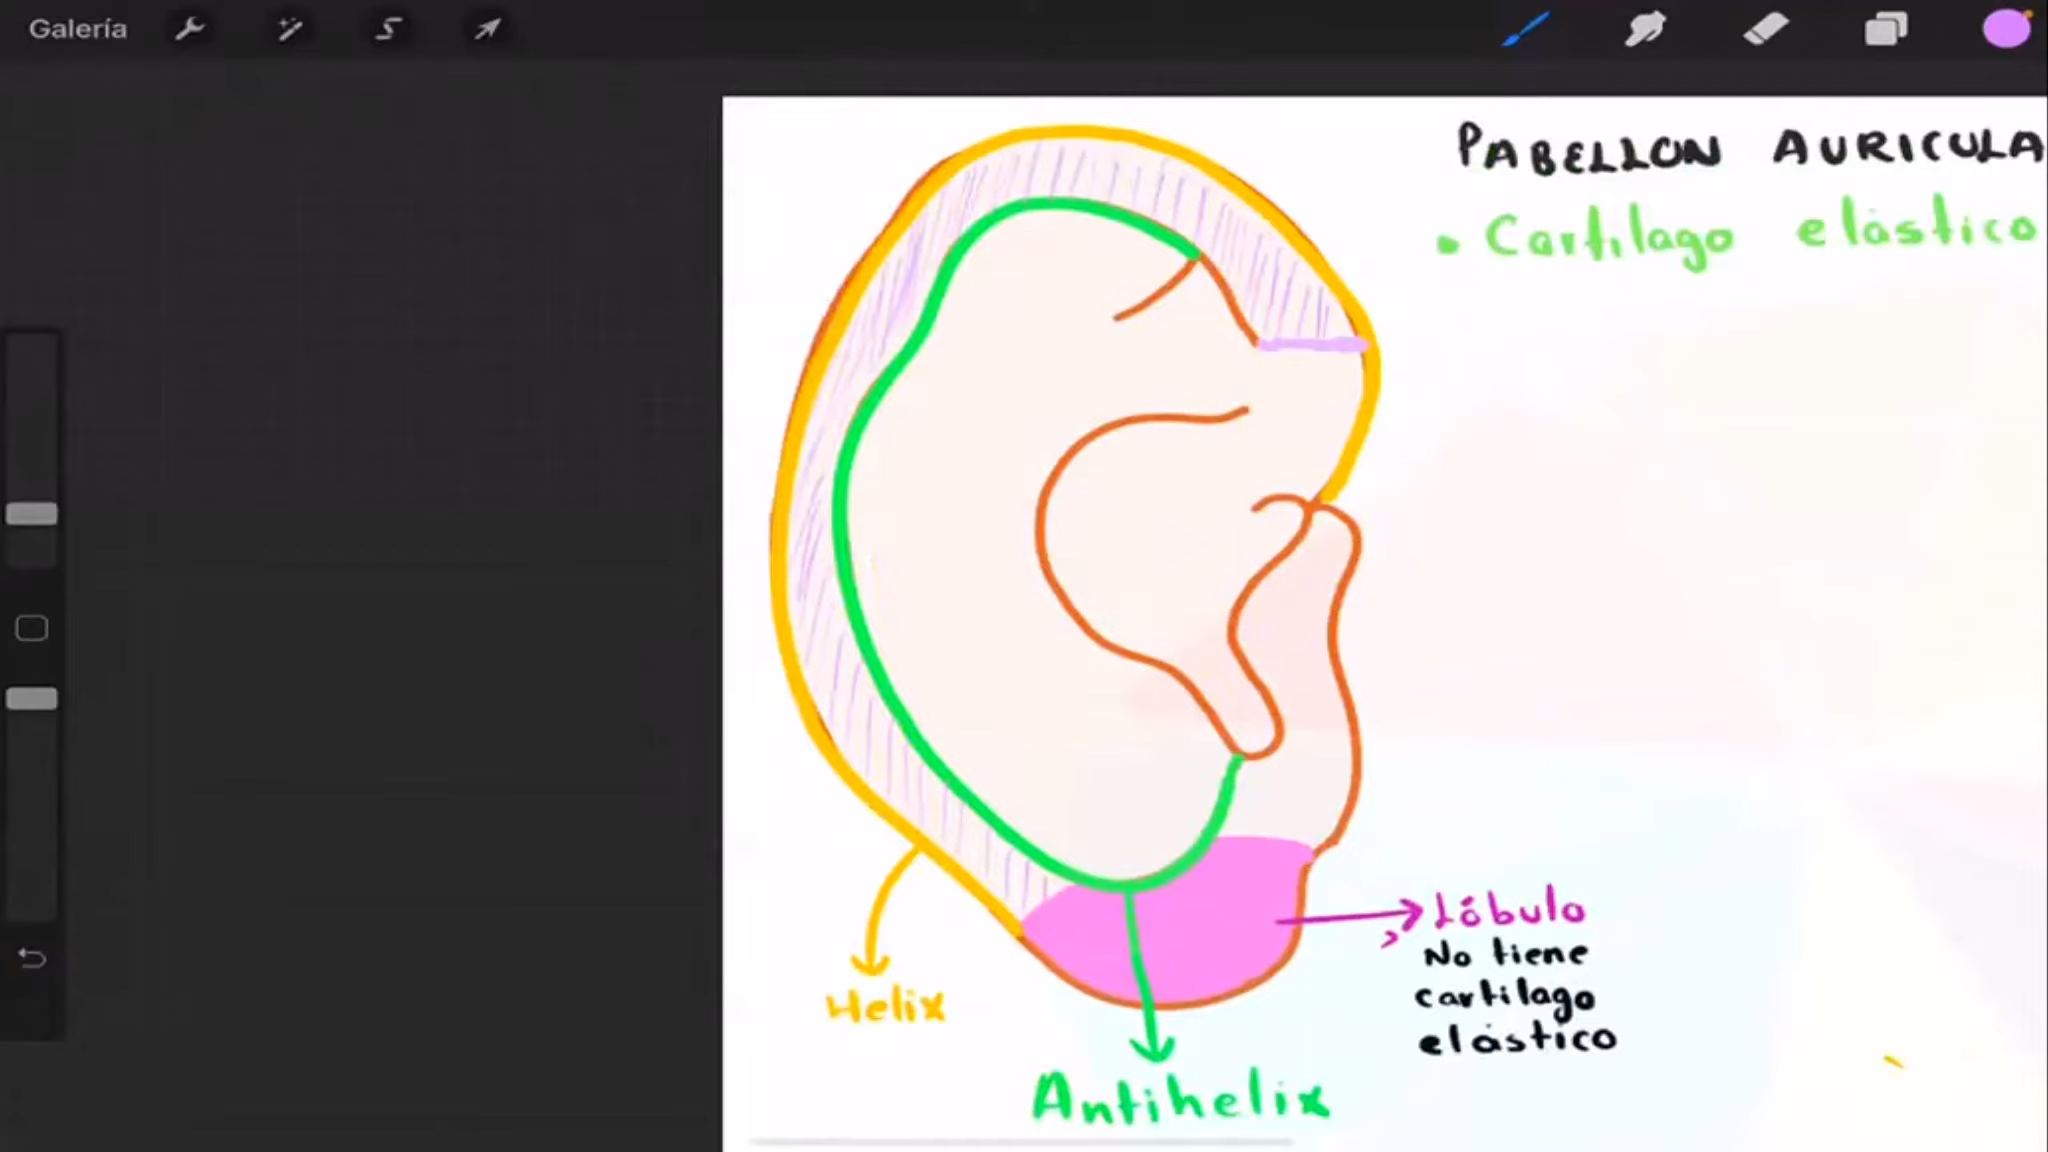 Galería
PABELLON AURICULA
• Cartilago elástico
Lóbulo
No tiene
cartilago
elástico
Helix
Antihelix